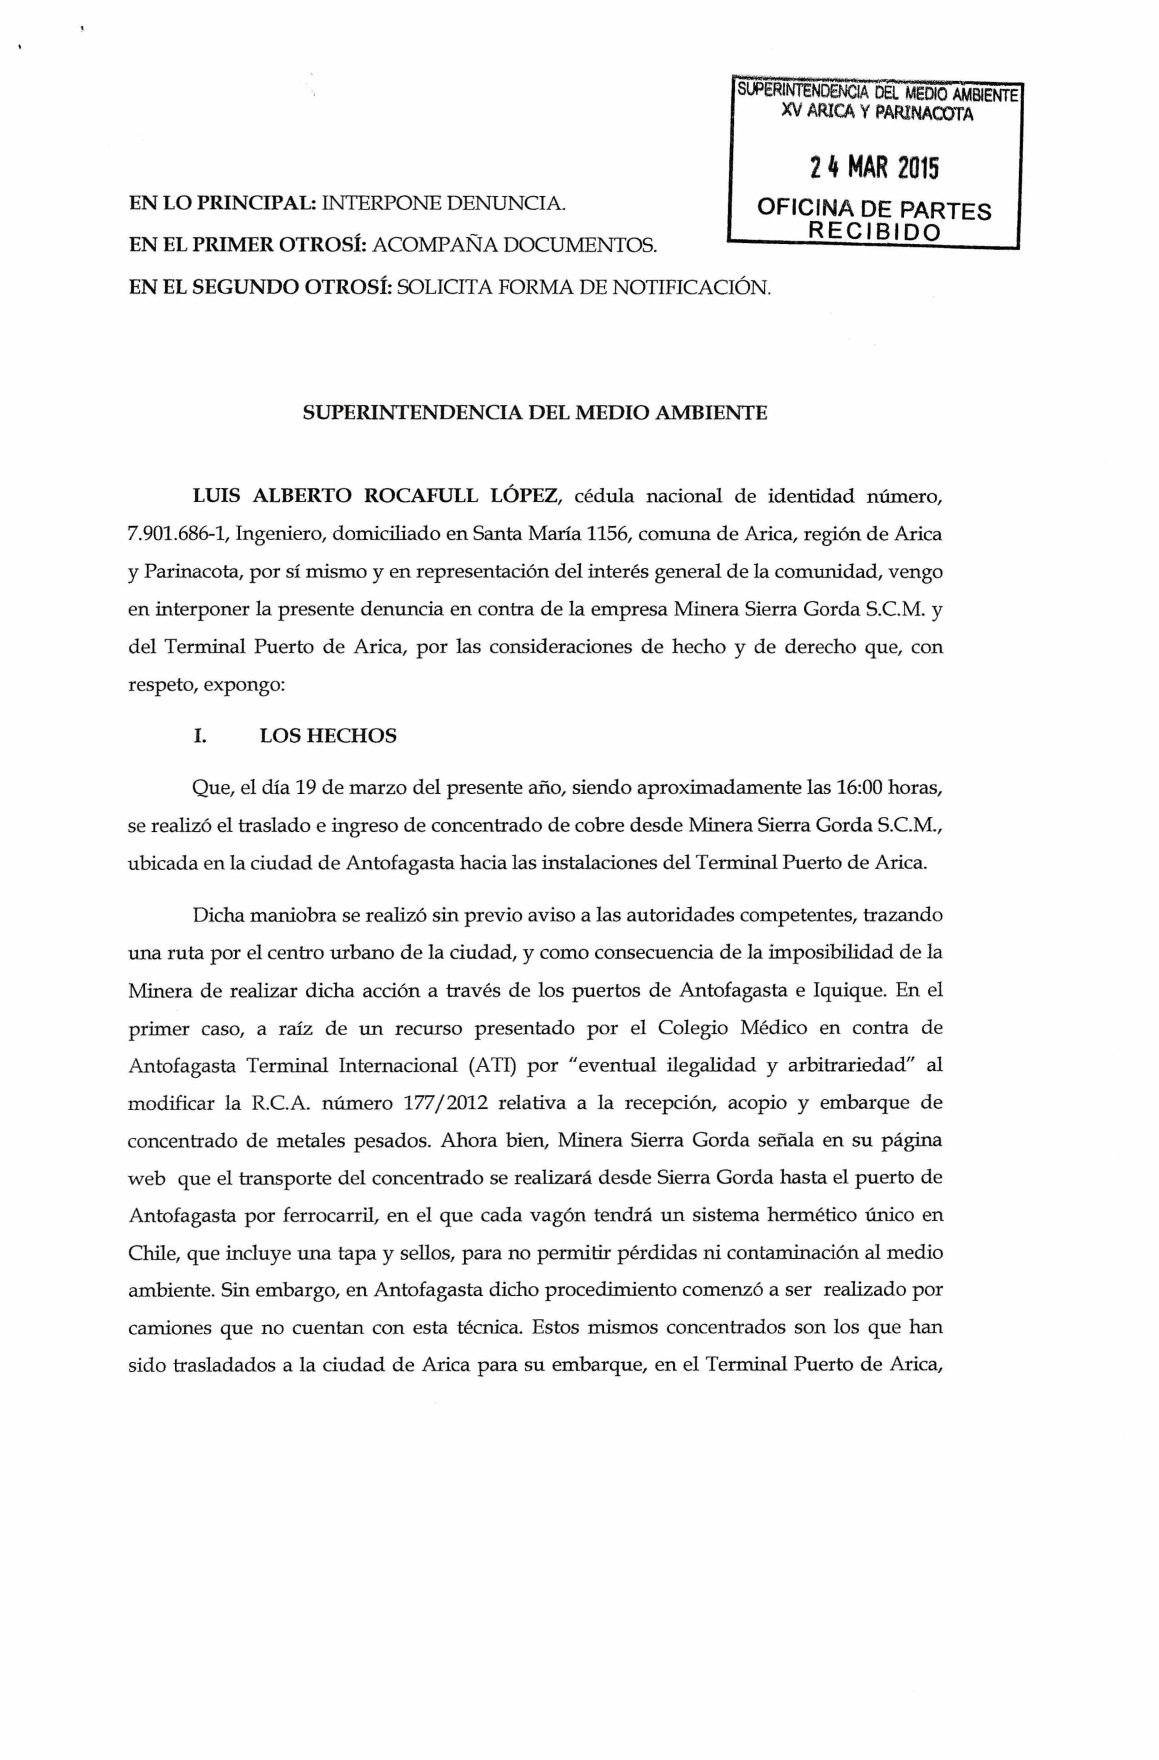 SUPERINTENDENCIA DEL MEDIO AMBIENTE
XV ARICA Y PARINACOTA
24 MAR 2015
OFICINA DE PARTES
RECIBIDO
EN LO PRINCIPAL: INTERPONE DENUNCIA.
EN EL PRIMER OTROSÍ: ACOMPAÑA DOCUMENTOS.
EN EL SEGUNDO OTROSÍ: SOLICITA FORMA DE NOTIFICACIÓN.
SUPERINTENDENCIA DEL MEDIO AMBIENTE
LUIS ALBERTO ROCAFULL LÓPEZ, cédula nacional de identidad número,
7.901.686-1, Ingeniero, domiciliado en Santa María 1156, comuna de Arica, región de Arica
y Parinacota, por sí mismo y en representación del interés general de la comunidad, vengo
en interponer la presente denuncia en contra de la empresa Minera Sierra Gorda S.C.M. y
del Terminal Puerto de Arica, por las consideraciones de hecho y de derecho que, con
respeto, expongo:
I. LOS HECHOS
Que, el día 19 de marzo del presente año, siendo aproximadamente las 16:00 horas,
se realizó el traslado e ingreso de concentrado de cobre desde Minera Sierra Gorda S.C.M.,
ubicada en la ciudad de Antofagasta hacia las instalaciones del Terminal Puerto de Arica.
Dicha maniobra se realizó sin previo aviso a las autoridades competentes, trazando
una ruta por el centro urbano de la ciudad, y como consecuencia de la imposibilidad de la
Minera de realizar dicha acción a través de los puertos de Antofagasta e Iquique. En el
primer caso, a raíz de un recurso presentado por el Colegio Médico en contra de
Antofagasta Terminal Internacional (ATI) por "eventual ilegalidad y arbitrariedad" al
modificar la R.C.A. número 177/2012 relativa a la recepción, acopio y embarque de
concentrado de metales pesados. Ahora bien, Minera Sierra Gorda señala en su página
web que el transporte del concentrado se realizará desde Sierra Gorda hasta el puerto de
Antofagasta por ferrocarril, en el que cada vagón tendrá un sistema hermético único en
Chile, que incluye una tapa y sellos, para no permitir pérdidas ni contaminación al medio
ambiente. Sin embargo, en Antofagasta dicho procedimiento comenzó a ser realizado por
camiones que no cuentan con esta técnica. Estos mismos concentrados son los que han
sido trasladados a la ciudad de Arica para su embarque, en el Terminal Puerto de Arica,